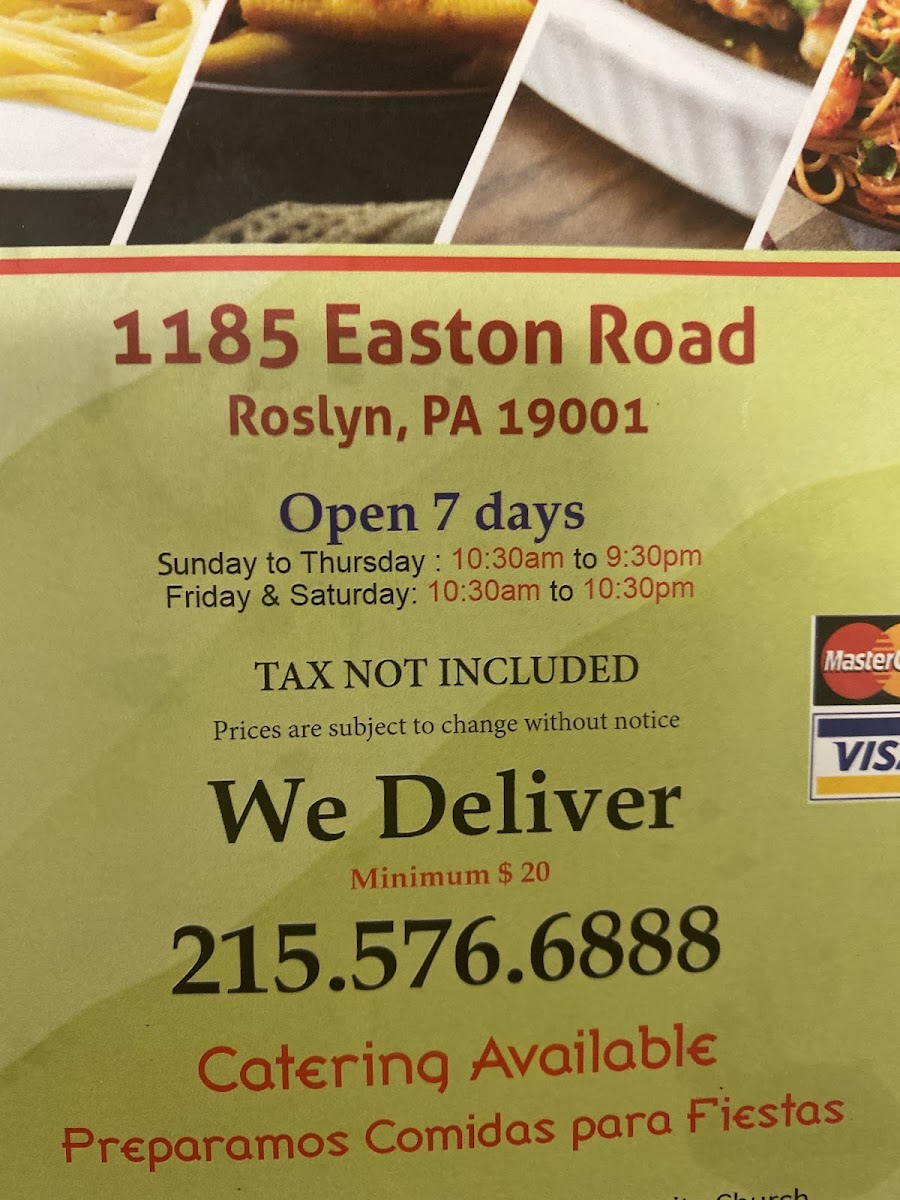 1185 Easton Road
Roslyn, PA 19001
Open 7 days
Sunday to Thursday : 10:30am to 9:30pm
Friday & Saturday: 10:30am to 10:30pm
TAX NOT INCLUDED
Prices are subject to change without notice
We Deliver
Minimum $ 20
215.576.6888
Catering Available
Preparamos Comidas para Fiestas
Church